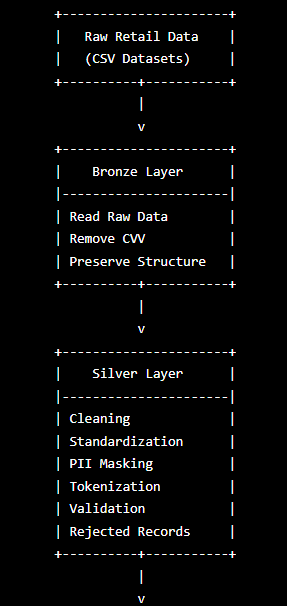 +----------------------+
|   Raw Retail Data    |
|   (CSV Datasets)     |
+----------+-----------+
           |
           v
+----------------------+
|    Bronze Layer      |
|----------------------|
| Read Raw Data        |
| Remove CVV           |
| Preserve Structure   |
+----------+-----------+
           |
           v
+----------------------+
|    Silver Layer      |
|----------------------|
| Cleaning             |
| Standardization      |
| PII Masking          |
| Tokenization         |
| Validation           |
| Rejected Records     |
+----------+-----------+
           |
           v